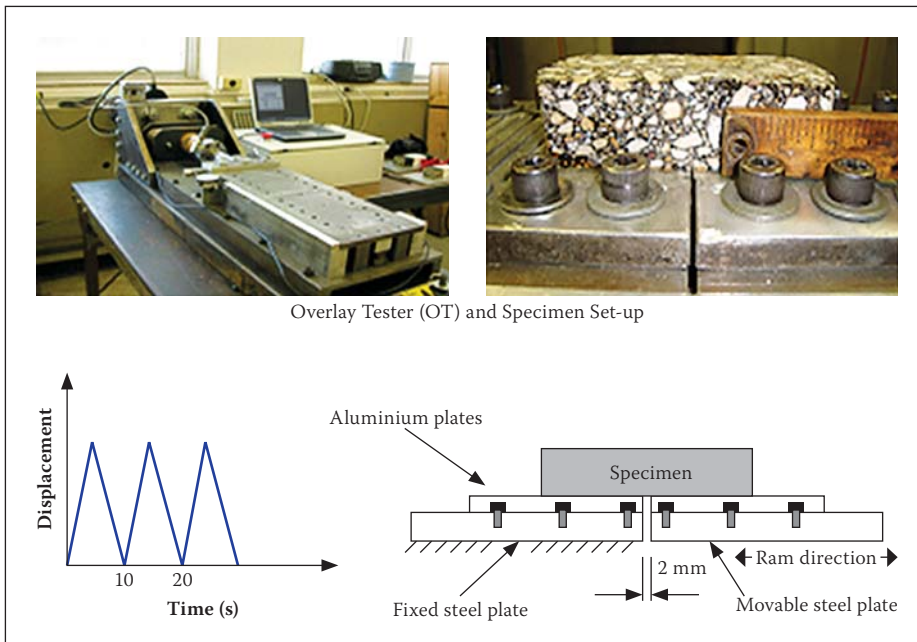 Overlay Tester (OT) and Specimen Set-up
Displacement
10
20
Time (s)
Aluminium plates
Specimen
Ram direction
2 mm
Fixed steel plate
Movable steel plate